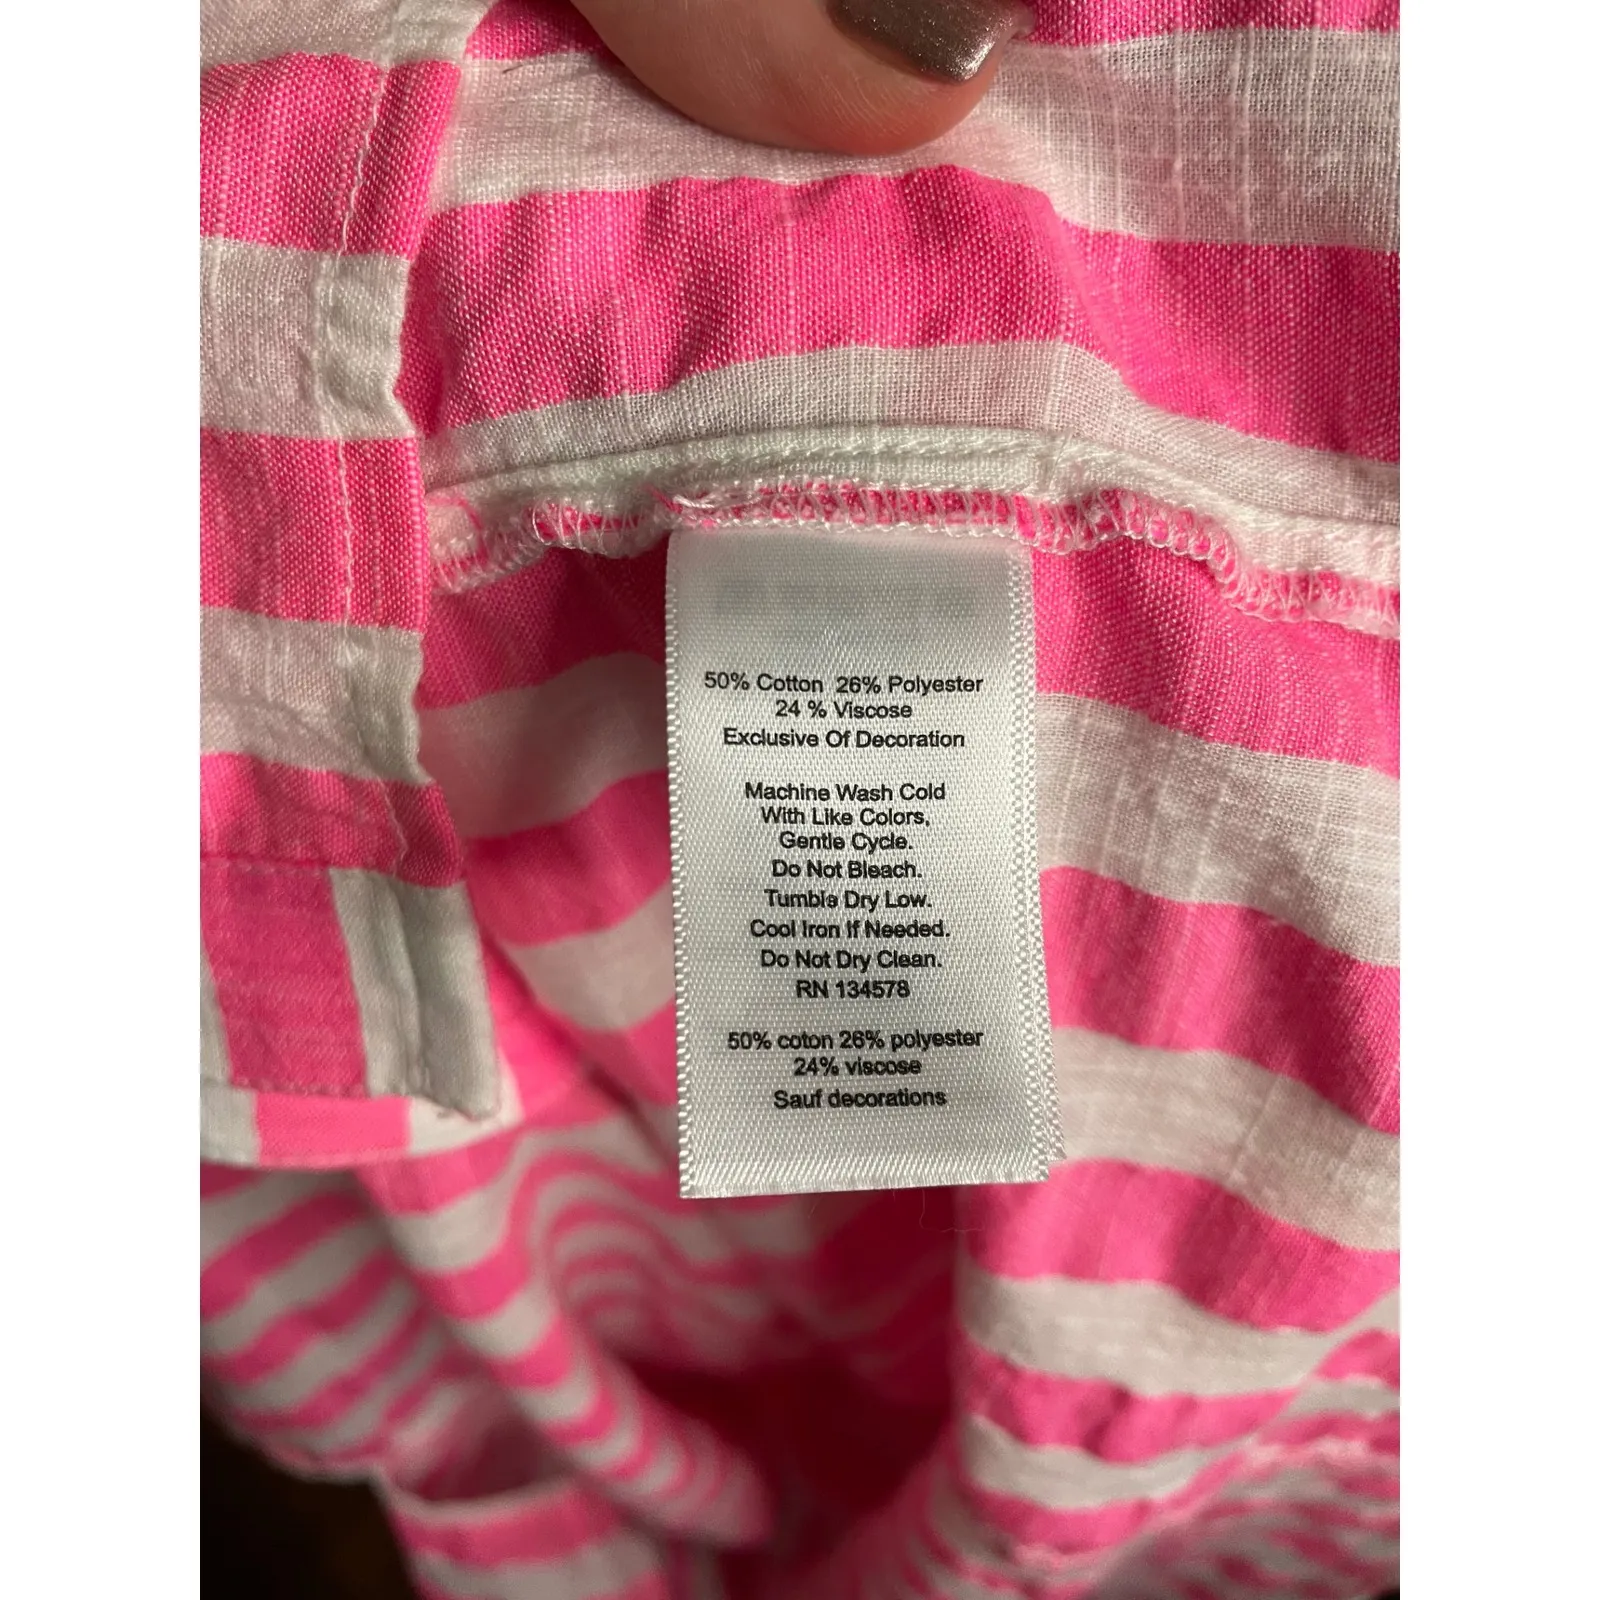 50% Cotton 26% Polyester
24 % Viscose
Exclusive Of Decoration
Machine Wash Cold
With Like Colors,
Gentle Cycle.
Do Not Bleach.
Tumble Dry Low.
Cool Iron If Needed.
Do Not Dry Clean.
RN 134578
50% coton 26% polyester
24% viscose
Sauf decorations